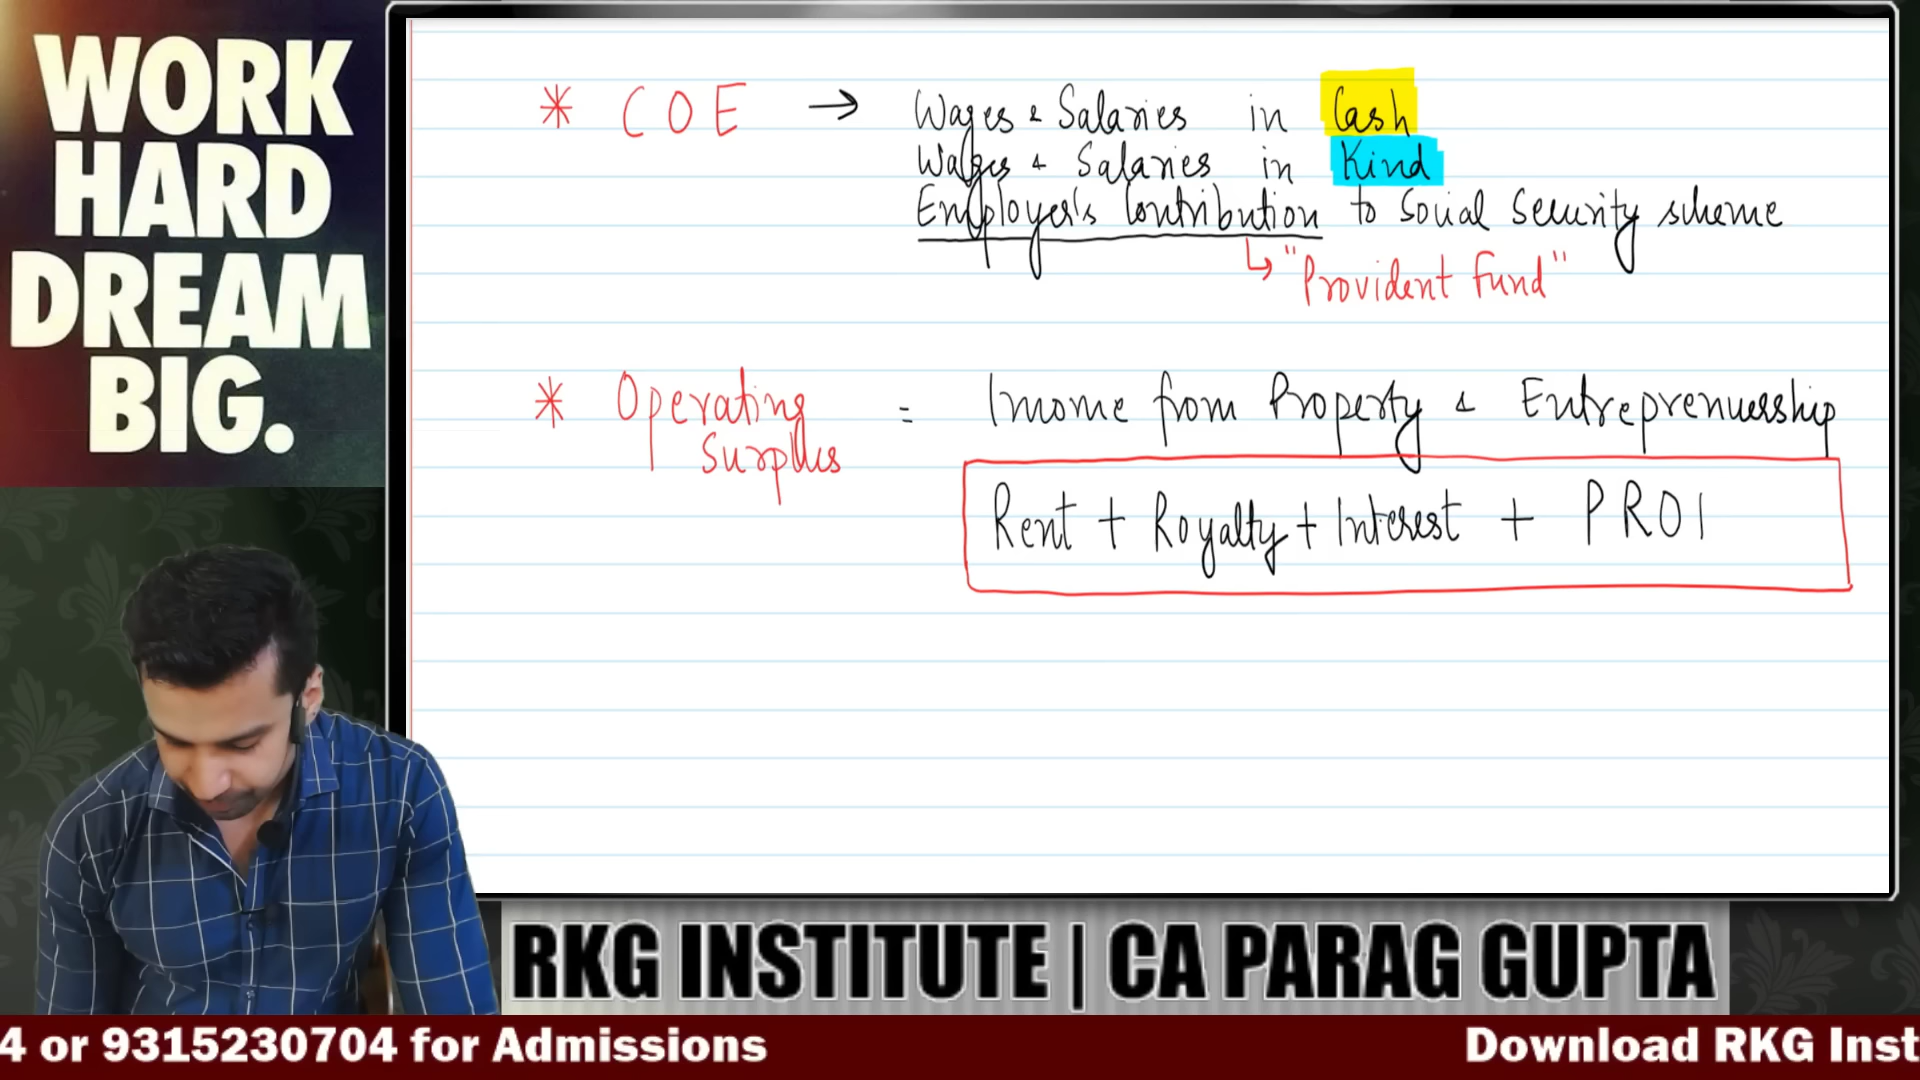 WORK
HARD
DREAM
BIG.
* COE → Wages & Salaries in Cash
Wages & Salaries in Kind
Employer's Contribution to Social Security scheme
↳ "Provident Fund"
* Operating Surplus = Income from Property & Entreprenuership
Rent + Royalty + Interest + PROI
RKG INSTITUTE | CA PARAG GUPTA
4 or 9315230704 for Admissions
Download RKG Inst